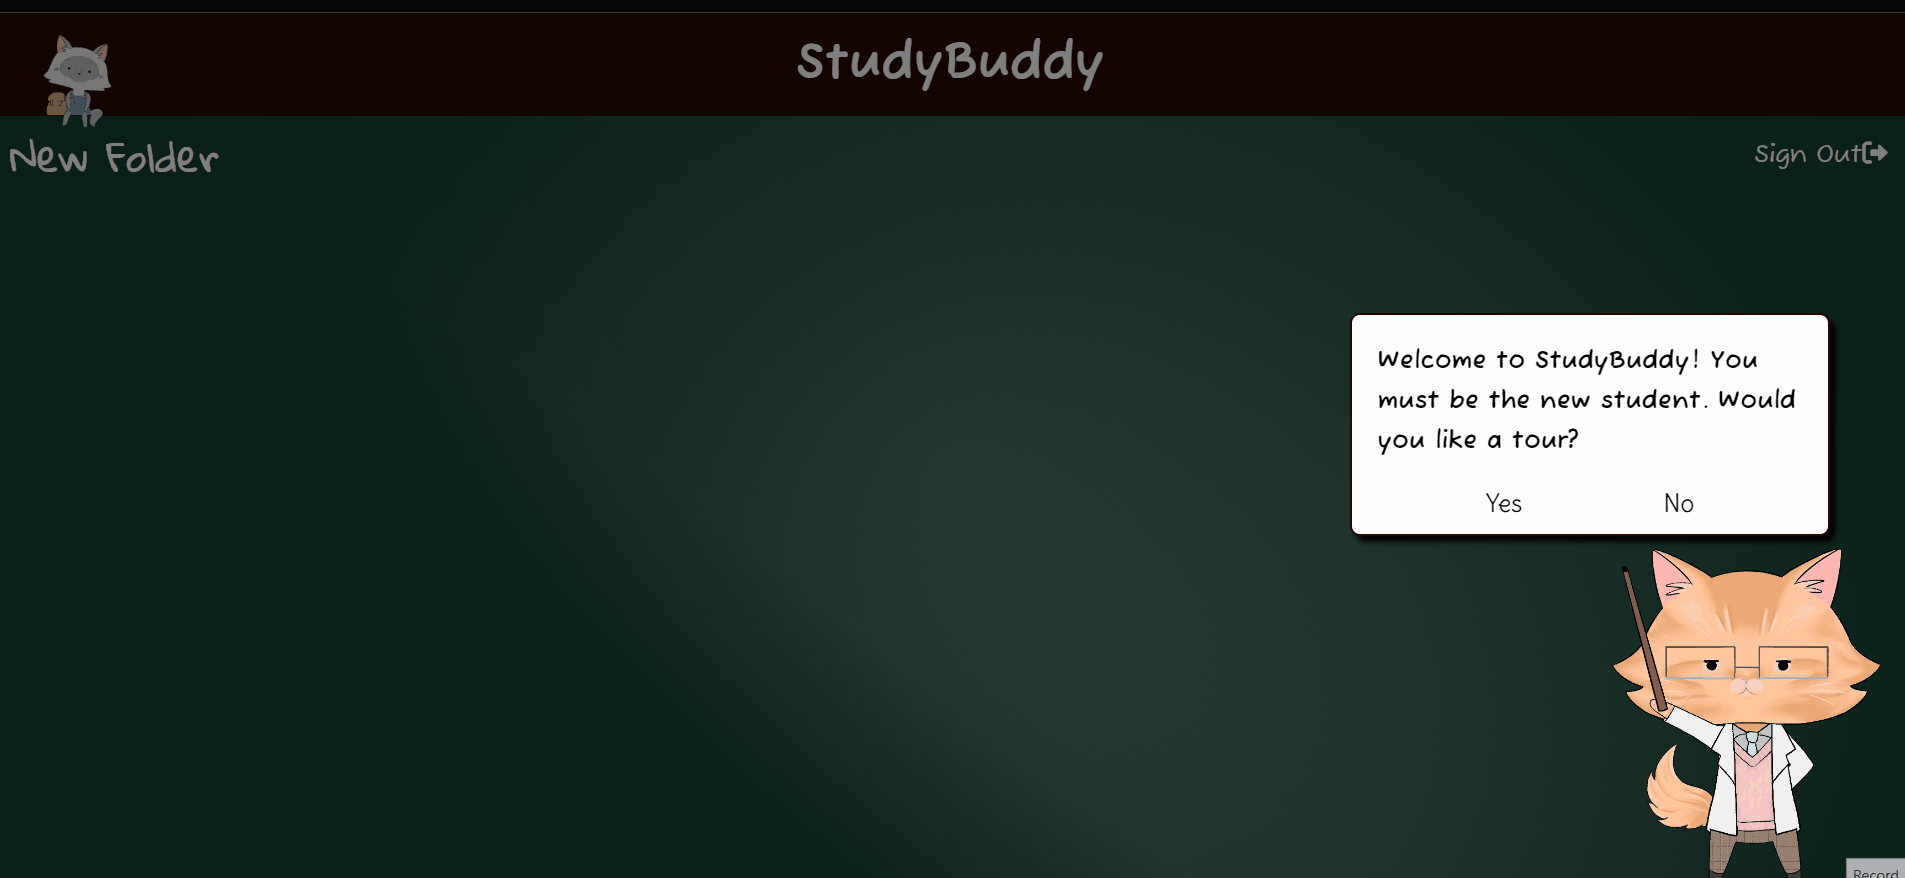 StudyBuddy
New Folder
Sign Out
Welcome to StudyBuddy! You
must be the new student. Would
you like a tour?
Yes No
Record